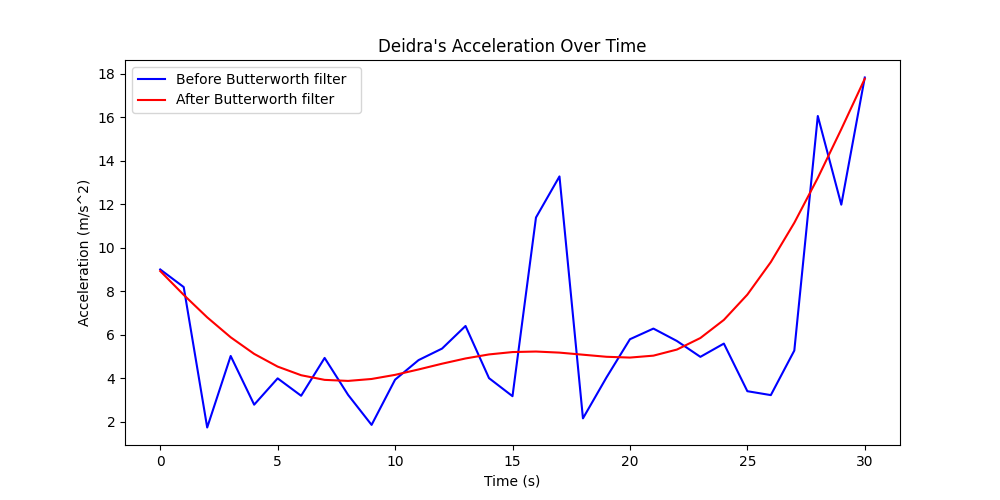 Deidra's Acceleration Over Time
Before Butterworth filter
After Butterworth filter
Acceleration (m/s^2)
18
16
14
12
10
8
6
4
2
0 5 10 15 20 25 30
Time (s)